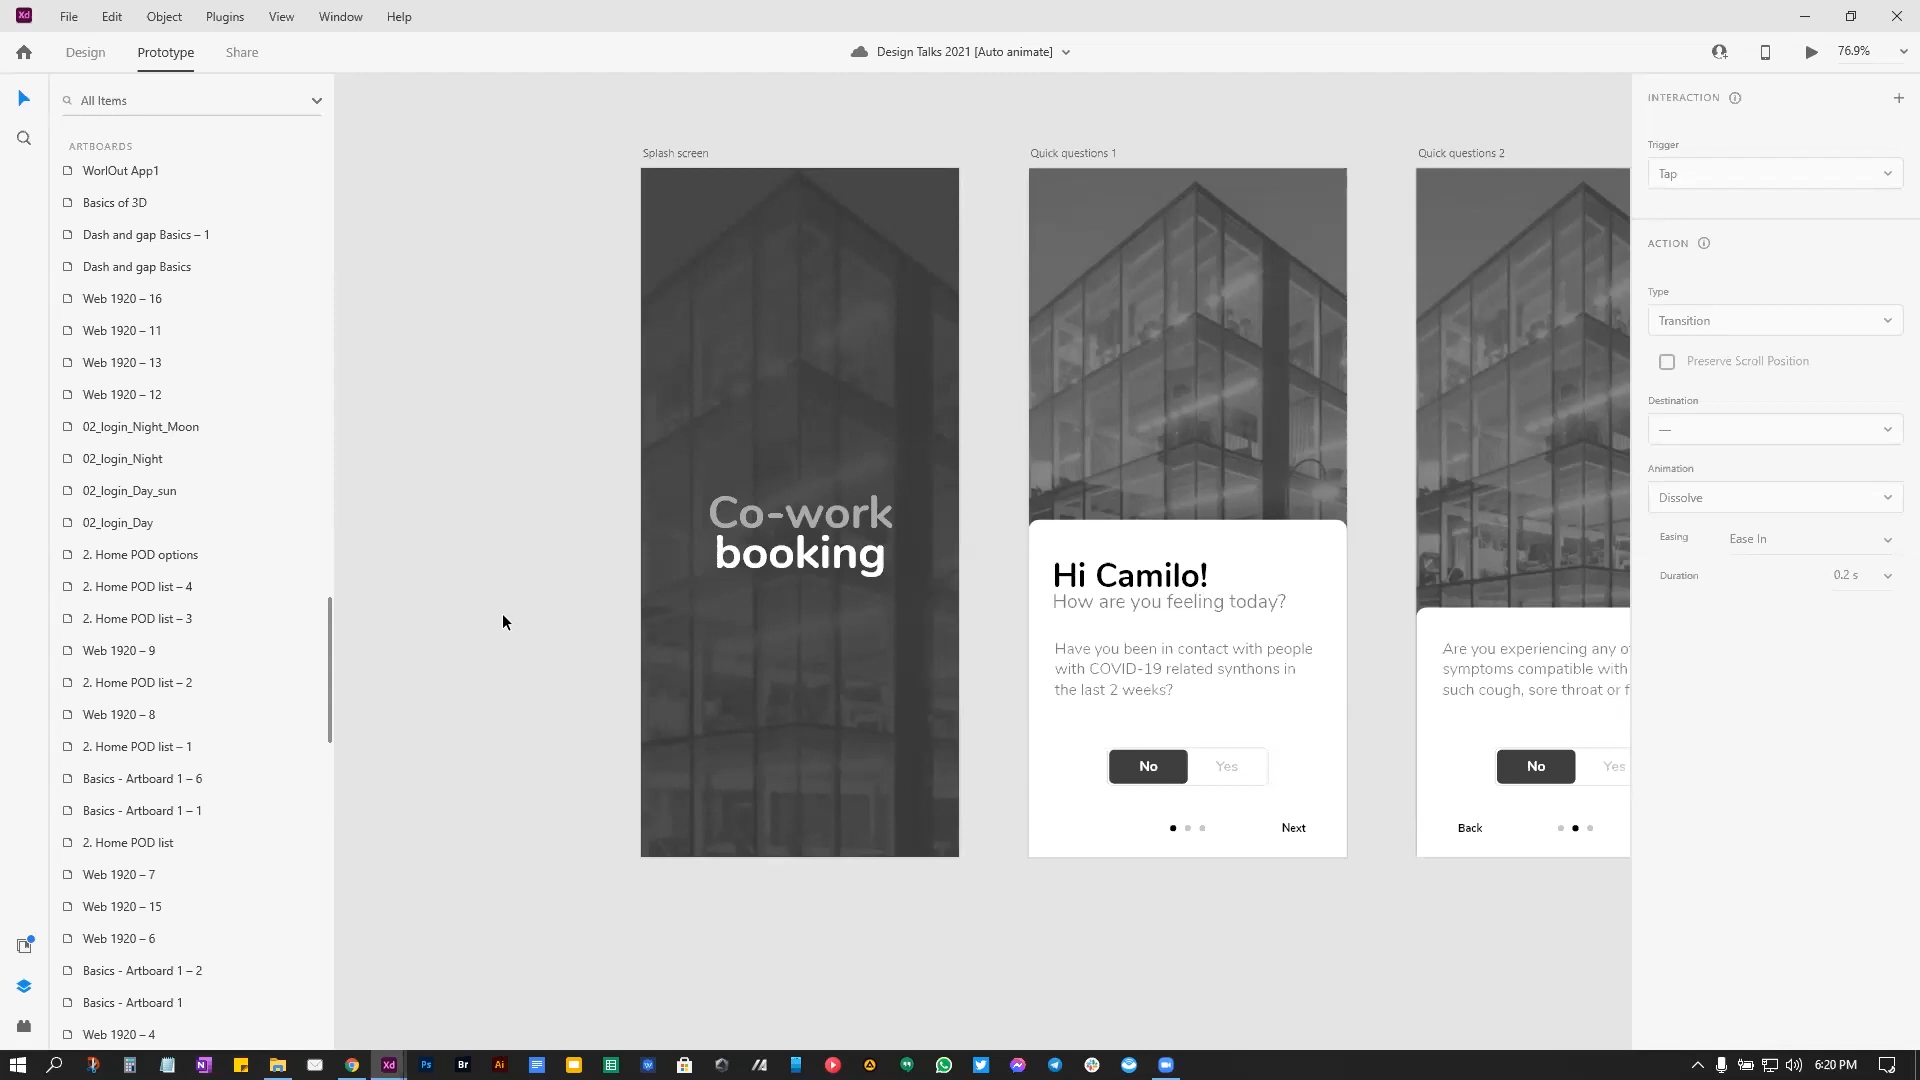 Xd File Edit Object Plugins View Window Help
Design Prototype Share
Design Talks 2021 [Auto animate]
76.9%
All Items
ARTBOARDS
WorlOut App1
Basics of 3D
Dash and gap Basics – 1
Dash and gap Basics
Web 1920 – 16
Web 1920 – 11
Web 1920 – 13
Web 1920 – 12
02_login_Night_Moon
02_login_Night
02_login_Day_sun
02_login_Day
2. Home POD options
2. Home POD list – 4
2. Home POD list – 3
Web 1920 – 9
2. Home POD list – 2
Web 1920 – 8
2. Home POD list – 1
Basics - Artboard 1 – 6
Basics - Artboard 1 – 1
2. Home POD list
Web 1920 – 7
Web 1920 – 15
Web 1920 – 6
Basics - Artboard 1 – 2
Basics - Artboard 1
Web 1920 – 4
Splash screen
Co-work
booking
Quick questions 1
Hi Camilo!
How are you feeling today?
Have you been in contact with people
with COVID-19 related synthons in
the last 2 weeks?
No Yes
Next
Quick questions 2
Are you experiencing any o
symptoms compatible with
such cough, sore throat or f
No Yes
Back
INTERACTION
Trigger
Tap
ACTION
Type
Transition
Preserve Scroll Position
Destination
—
Animation
Dissolve
Easing Ease In
Duration 0.2 s
Xd Ps Br Ai
6:20 PM